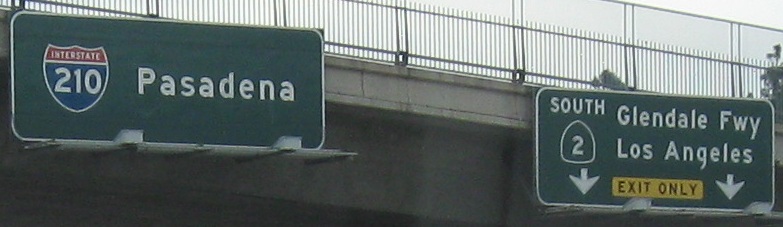 INTERSTATE
210
Pasadena
SOUTH
2
Glendale Fwy
Los Angeles
EXIT ONLY